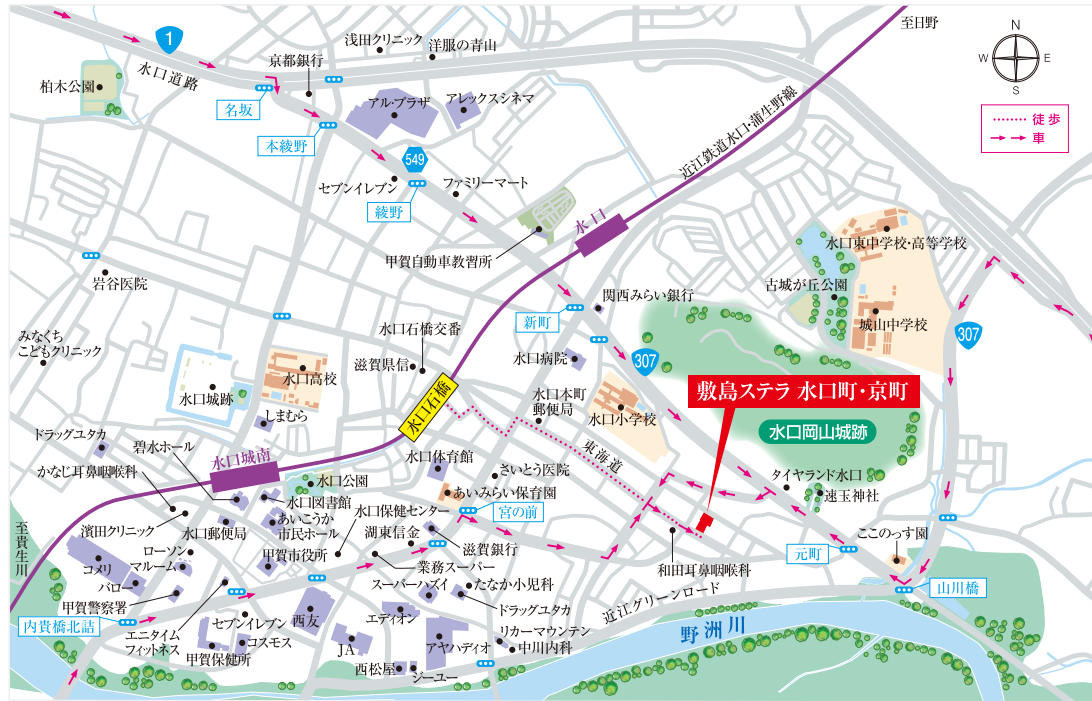 至日野
N
W
E
S
徒歩
車
1
水口道路
浅田クリニック
洋服の青山
京都銀行
柏木公園
名坂
本綾野
アル・プラザ
アレックスシネマ
近江鉄道水口・蒲生野線
549
セブンイレブン
綾野
ファミリーマート
水口
甲賀自動車教習所
水口東中学校・高等学校
古城が丘公園
城山中学校
307
岩谷医院
関西みらい銀行
新町
みなくち
こどもクリニック
水口石橋交番
滋賀県信
水口病院
307
水口高校
水口城跡
しまむら
水口石橋
水口本町
郵便局
水口小学校
敷島ステラ 水口町・京町
水口岡山城跡
東海道
ドラッグユタカ
碧水ホール
水口城南
水口体育館
さいとう医院
かなじ耳鼻咽喉科
水口公園
あいみらい保育園
タイヤランド水口
速玉神社
水口図書館
水口保健センター
宮の前
濱田クリニック
水口郵便局
あいこうか
市民ホール
湖東信金
滋賀銀行
至貴生川
ローソン
マルーム
甲賀市役所
業務スーパー
和田耳鼻咽喉科
元町
ここのっす園
コメリ
バロー
スーパーハズイ
たなか小児科
山川橋
甲賀警察署
ドラッグユタカ
近江グリーンロード
内貴橋北詰
エニタイム
フィットネス
セブンイレブン
コスモス
西友
エディオン
リカーマウンテン
中川内科
野洲川
甲賀保健所
JA
アヤハディオ
西松屋
ジーユー